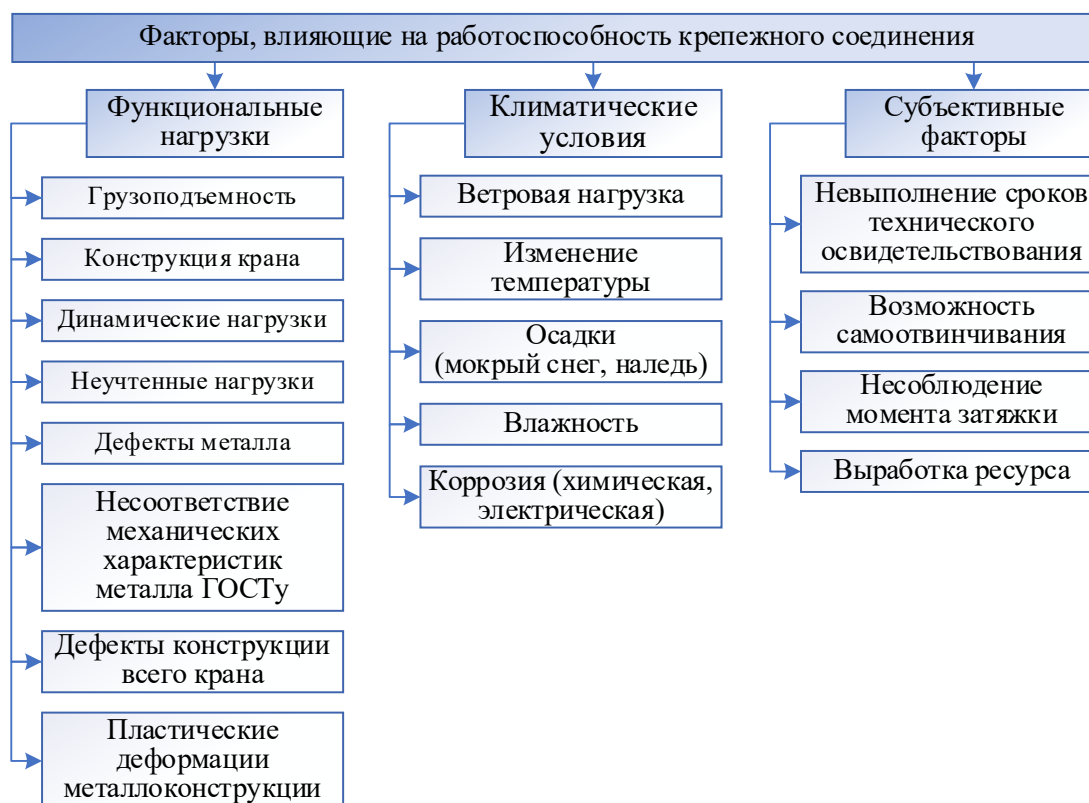 Факторы, влияющие на работоспособность крепежного соединения
Функциональные
нагрузки
Грузоподъемность
Конструкция крана
Динамические нагрузки
Неучтенные нагрузки
Дефекты металла
Несоответствие
механических
характеристик
металла ГОСТу
Дефекты конструкции
всего крана
Пластические
деформации
металлоконструкции
Климатические
условия
Ветровая нагрузка
Изменение
температуры
Осадки
(мокрый снег, наледь)
Влажность
Коррозия (химическая,
электрическая)
Субъективные
факторы
Невыполнение сроков
технического
освидетельствования
Возможность
самоотвинчивания
Несоблюдение
момента затяжки
Выработка ресурса